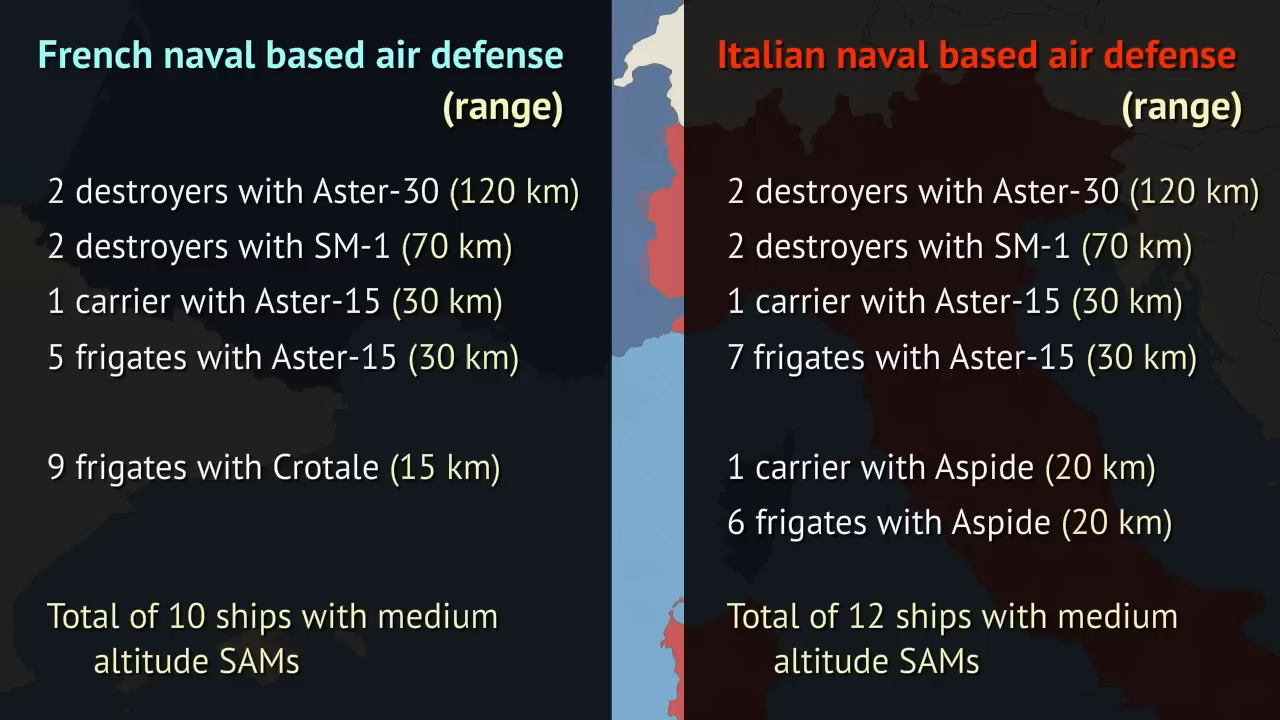 French naval based air defense
(range)
2 destroyers with Aster-30 (120 km)
2 destroyers with SM-1 (70 km)
1 carrier with Aster-15 (30 km)
5 frigates with Aster-15 (30 km)
9 frigates with Crotale (15 km)
Total of 10 ships with medium
altitude SAMs
Italian naval based air defense
(range)
2 destroyers with Aster-30 (120 km)
2 destroyers with SM-1 (70 km)
1 carrier with Aster-15 (30 km)
7 frigates with Aster-15 (30 km)
1 carrier with Aspide (20 km)
6 frigates with Aspide (20 km)
Total of 12 ships with medium
altitude SAMs